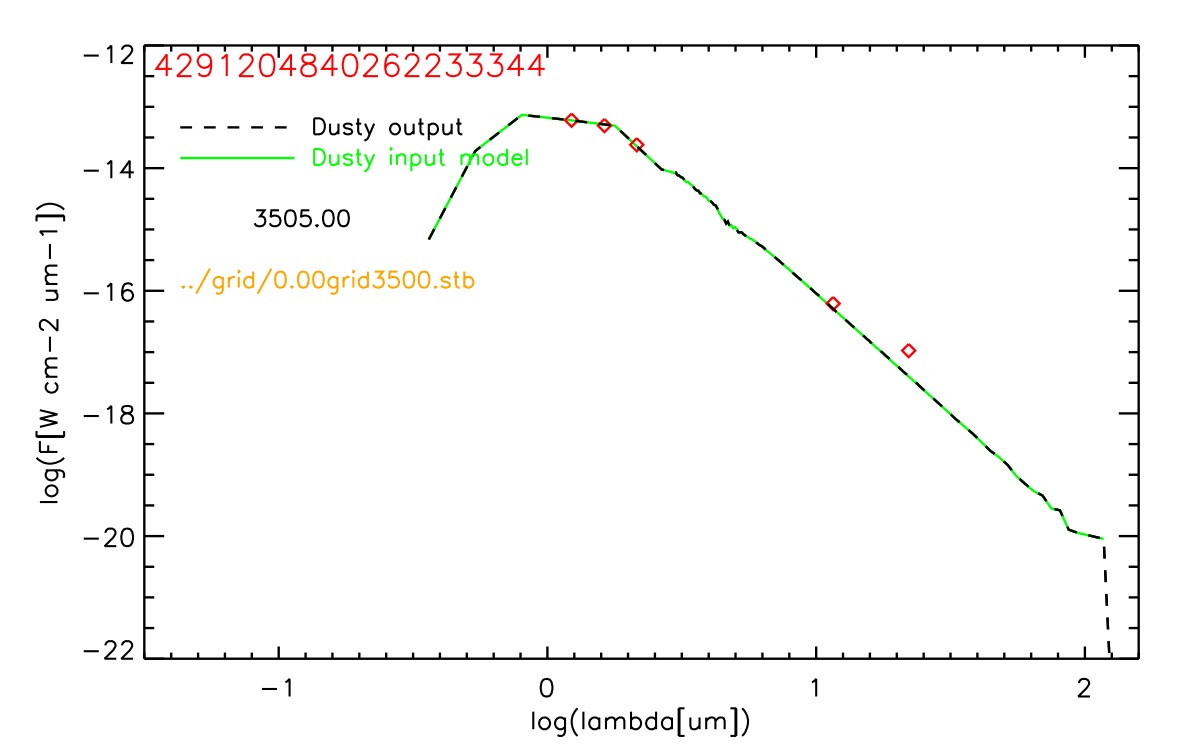 4291204840262233344
Dusty output
Dusty input model
3505.00
../grid/0.00grid3500.stb
log(F[W cm-2 um-1])
-12
-14
-16
-18
-20
-22
-1
0
1
2
log(lambda[um])